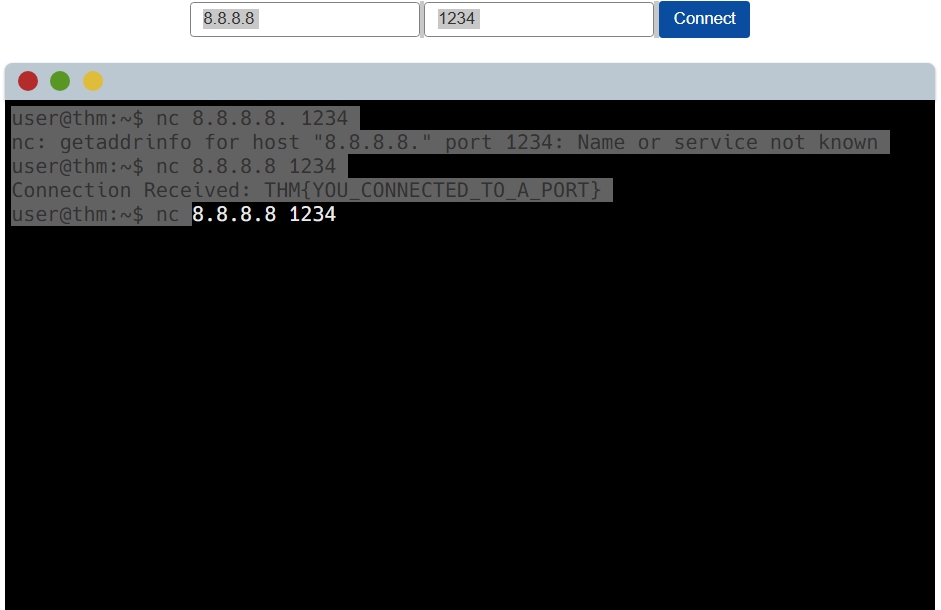 8.8.8.8 1234 Connect
user@thm:~$ nc 8.8.8.8. 1234
nc: getaddrinfo for host "8.8.8.8." port 1234: Name or service not known
user@thm:~$ nc 8.8.8.8 1234
Connection Received: THM{YOU_CONNECTED_TO_A_PORT}
user@thm:~$ nc 8.8.8.8 1234